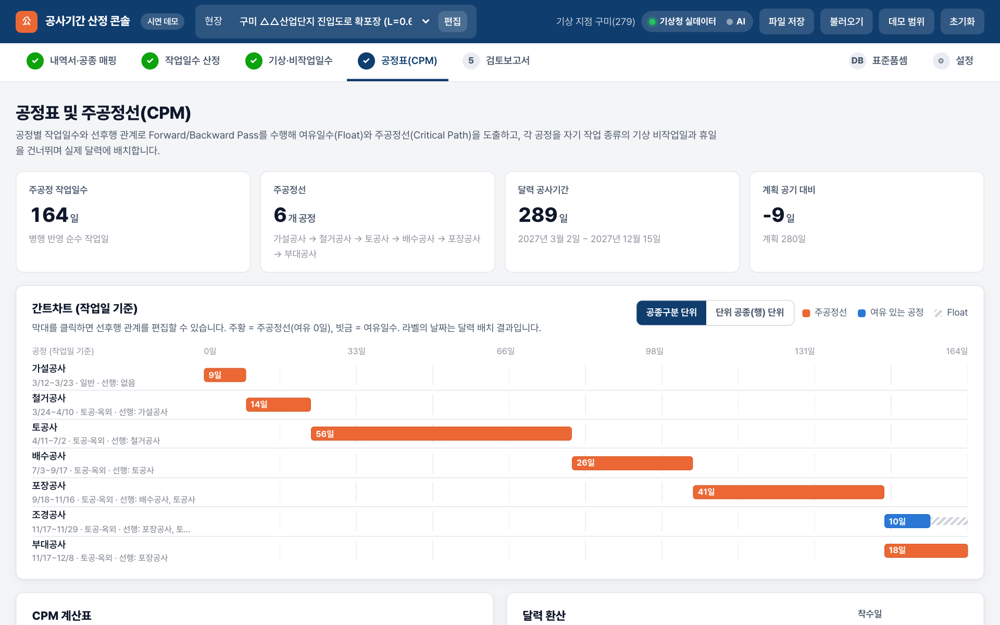 公 공사기간 산정 콘솔 시연 데모 현장 구미 △△산업단지 진입도로 확포장 (L=0.6 편집 기상 지점 구미(279) 기상청 실데이터 AI 파일 저장 불러오기 데모 범위 초기화
내역서·공종 매핑 작업일수 산정 기상·비작업일수 공정표(CPM) 5 검토보고서 DB 표준품셈 설정
공정표 및 주공정선(CPM)
공정별 작업일수와 선후행 관계로 Forward/Backward Pass를 수행해 여유일수(Float)와 주공정선(Critical Path)을 도출하고, 각 공정을 자기 작업 종류의 기상 비작업일과 휴일
을 건너뛰며 실제 달력에 배치합니다.
주공정 작업일수
164일
병행 반영 순수 작업일
주공정선
6개 공정
가설공사 → 철거공사 → 토공사 → 배수공사 → 포장공사
→ 부대공사
달력 공사기간
289일
2027년 3월 2일 ~ 2027년 12월 15일
계획 공기 대비
-9일
계획 280일
간트차트 (작업일 기준)
막대를 클릭하면 선후행 관계를 편집할 수 있습니다. 주황 = 주공정선(여유 0일), 빗금 = 여유일수. 라벨의 날짜는 달력 배치 결과입니다.
공종구분 단위 단위 공종(행) 단위 주공정선 여유 있는 공정 Float
공정 (작업일 기준) 0일 33일 66일 98일 131일 164일
가설공사
3/12~3/23 · 일반 · 선행: 없음
9일
철거공사
3/24~4/10 · 토공·옥외 · 선행: 가설공사
14일
토공사
4/11~7/2 · 토공·옥외 · 선행: 철거공사
56일
배수공사
7/3~9/17 · 토공·옥외 · 선행: 토공사
26일
포장공사
9/18~11/16 · 토공·옥외 · 선행: 배수공사, 토공사
41일
조경공사
11/17~11/29 · 토공·옥외 · 선행: 포장공사, 토...
10일
부대공사
11/17~12/8 · 토공·옥외 · 선행: 포장공사
18일
CPM 계산표
달력 환산 착수일